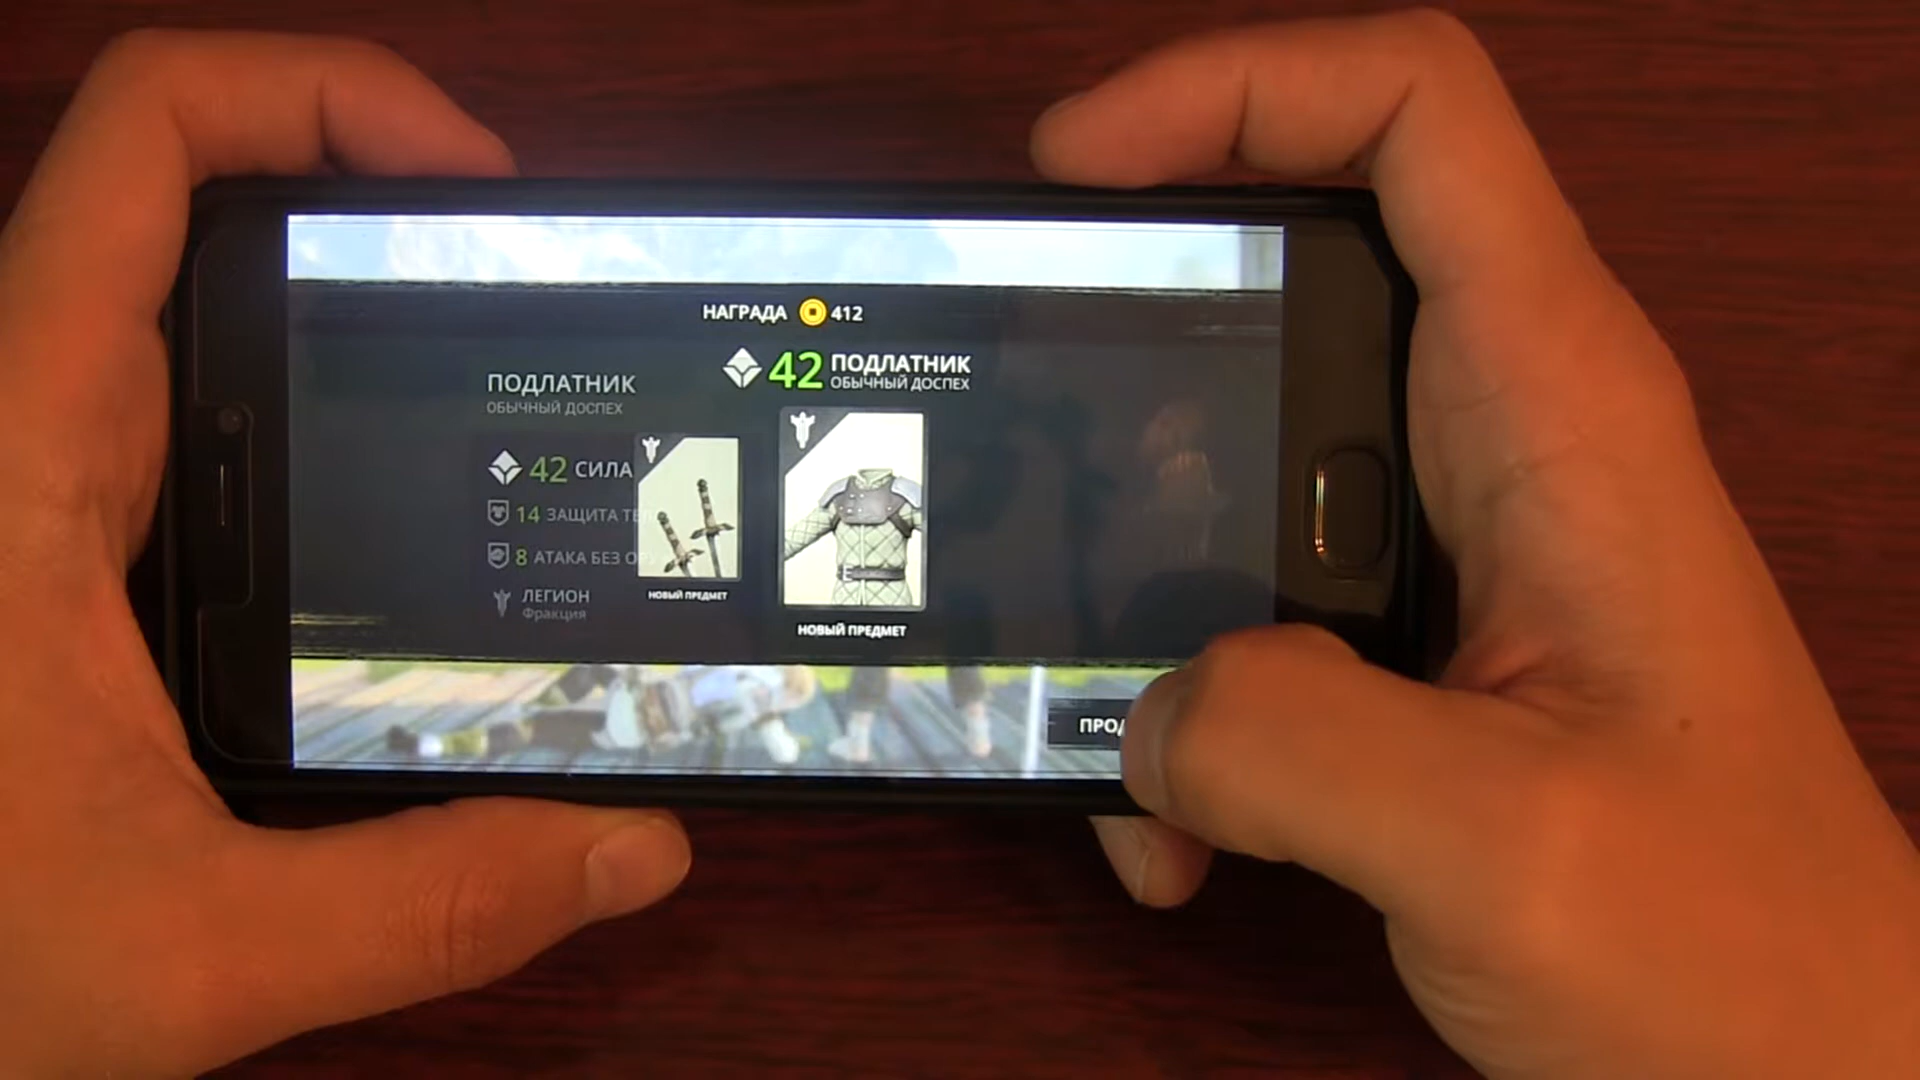 НАГРАДА 412
42 ПОДЛАТНИК
ОБЫЧНЫЙ ДОСПЕХ
ПОДЛАТНИК
ОБЫЧНЫЙ ДОСПЕХ
42 СИЛА
14 ЗАЩИТА
8 АТАКА БЕЗ
ЛЕГИОН
Фракция
НОВЫЙ ПРЕДМЕТ
НОВЫЙ ПРЕДМЕТ